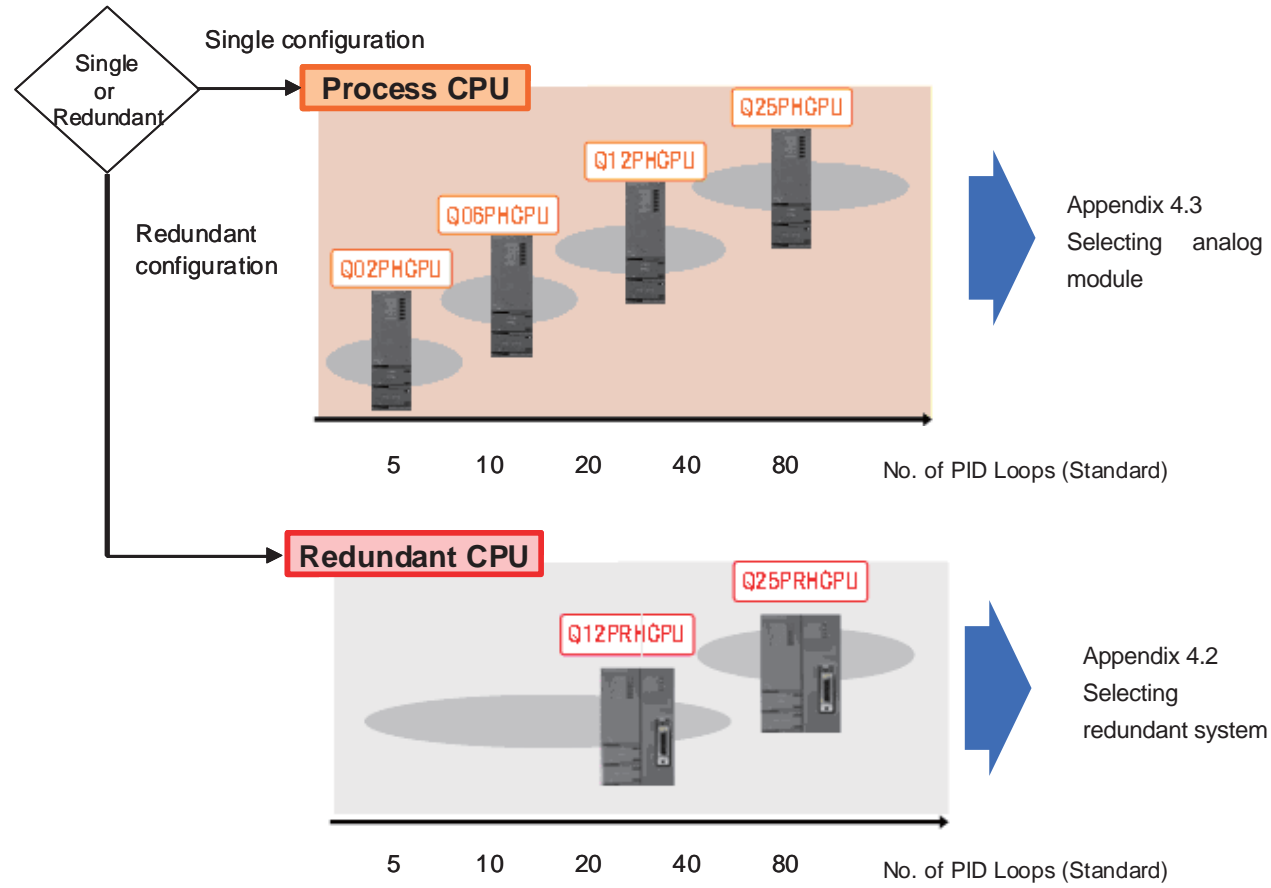 Single
or
Redundant
Single configuration
Process CPU
Q25PHCPU
Q12PHCPU
Q06PHCPU
Q02PHCPU
Redundant
configuration
Appendix 4.3
Selecting analog
module
5 10 20 40 80 No. of PID Loops (Standard)
Redundant CPU
Q25PRHCPU
Q12PRHCPU
Appendix 4.2
Selecting
redundant system
5 10 20 40 80 No. of PID Loops (Standard)